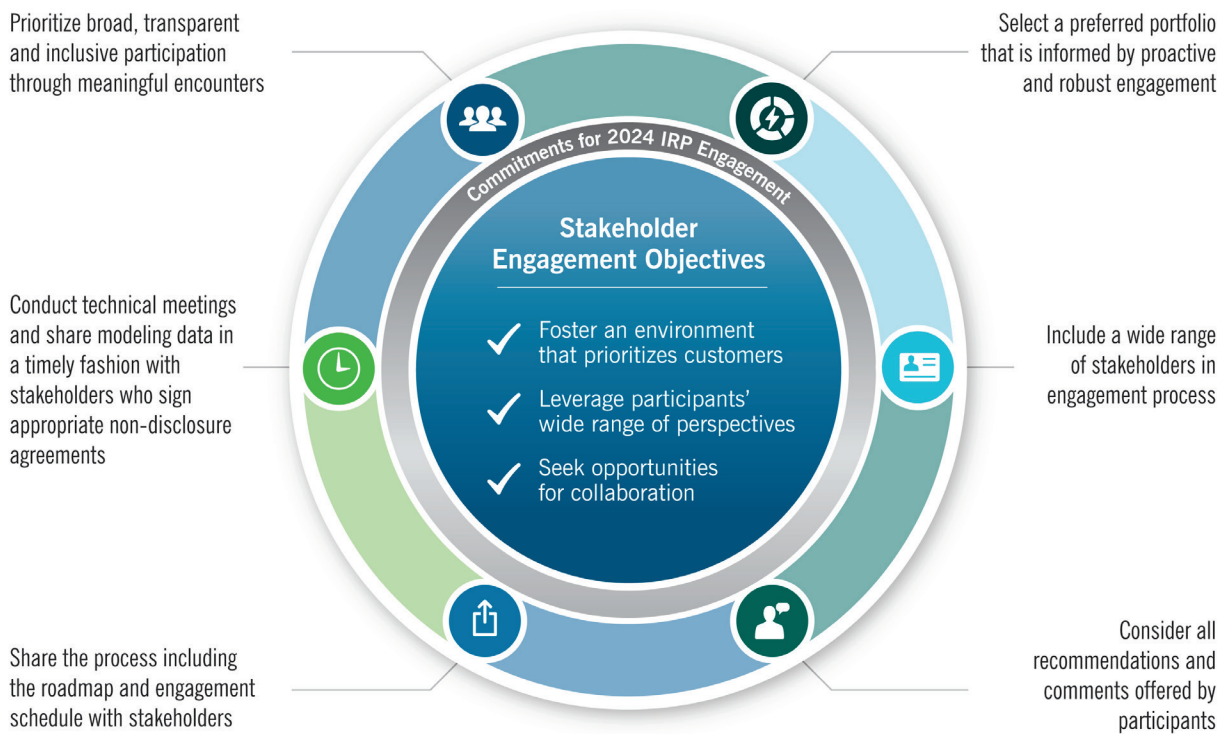 Prioritize broad, transparent
and inclusive participation
through meaningful encounters
Select a preferred portfolio
that is informed by proactive
and robust engagement
Commitments for 2024 IRP Engagement
Stakeholder
Engagement Objectives
Foster an environment
that prioritizes customers
Leverage participants'
wide range of perspectives
Seek opportunities
for collaboration
Conduct technical meetings
and share modeling data in
a timely fashion with
stakeholders who sign
appropriate non-disclosure
agreements
Include a wide range
of stakeholders in
engagement process
Share the process including
the roadmap and engagement
schedule with stakeholders
Consider all
recommendations and
comments offered by
participants